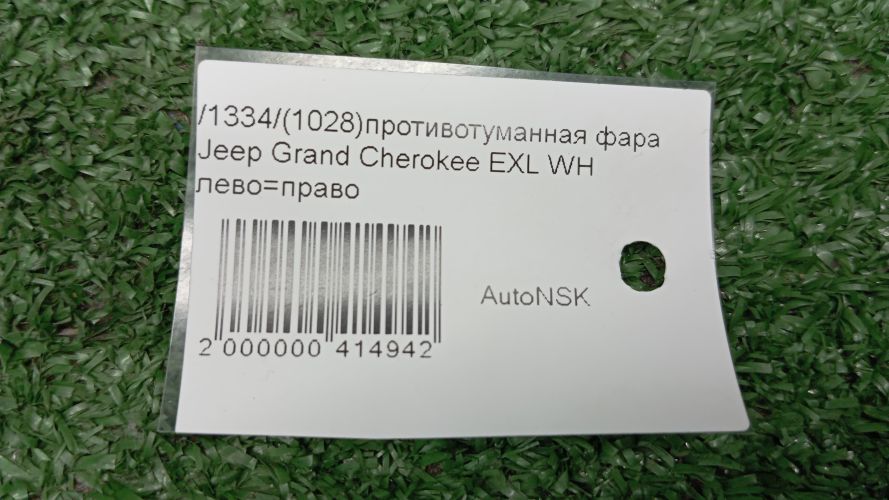 /1334/(1028)противотуманная фара
Jeep Grand Cherokee EXL WH
лево=право
AutoNSK
2 000000 414942